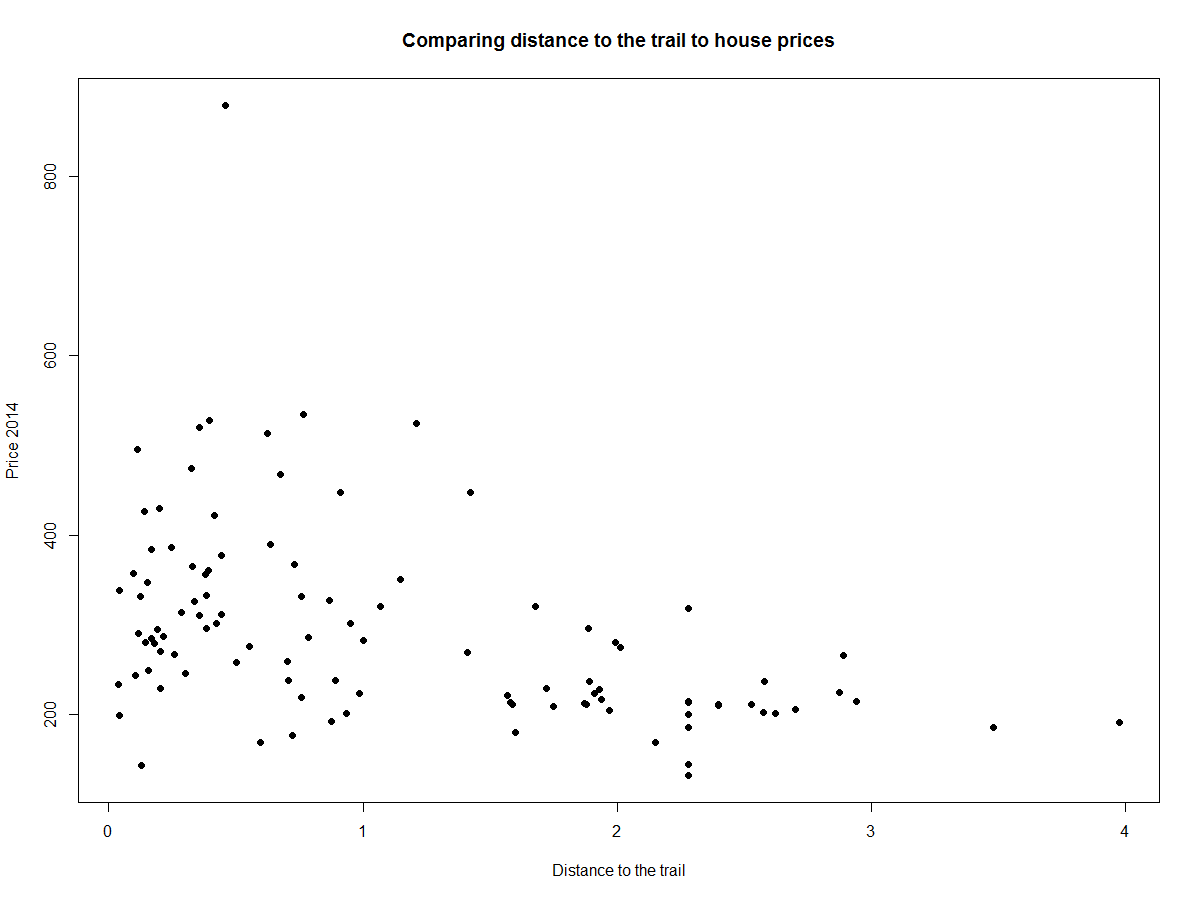 Comparing distance to the trail to house prices
Price 2014
800
600
400
200
0 1 2 3 4
Distance to the trail